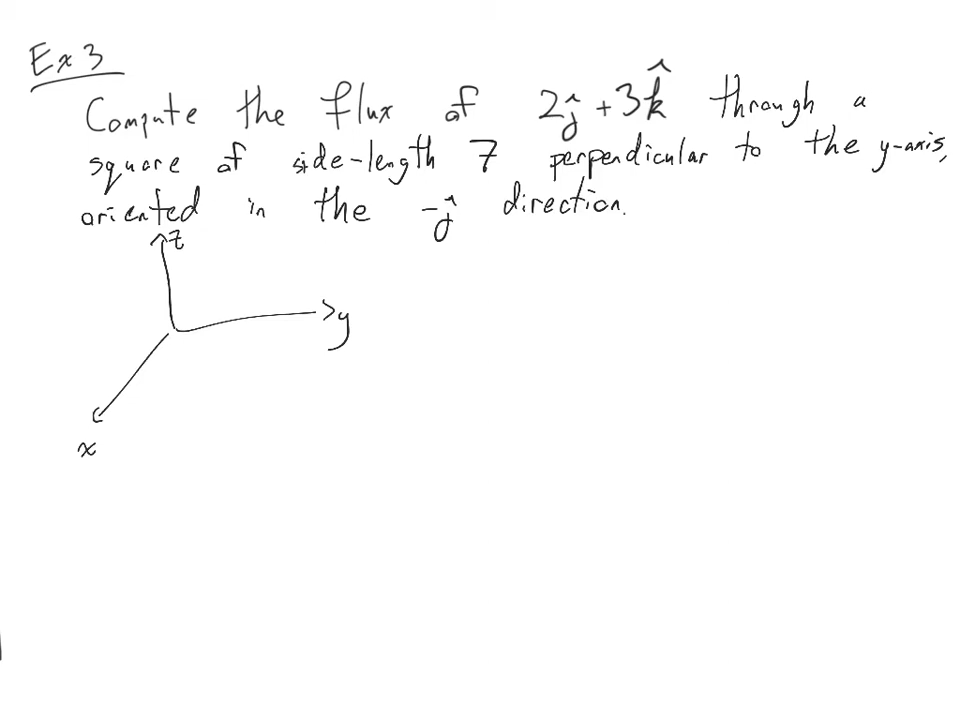 Ex 3
Compute the flux of 2ĵ + 3k̂ through a
square of side-length 7 perpendicular to the y-axis,
oriented in the -ĵ direction.
z
y
x